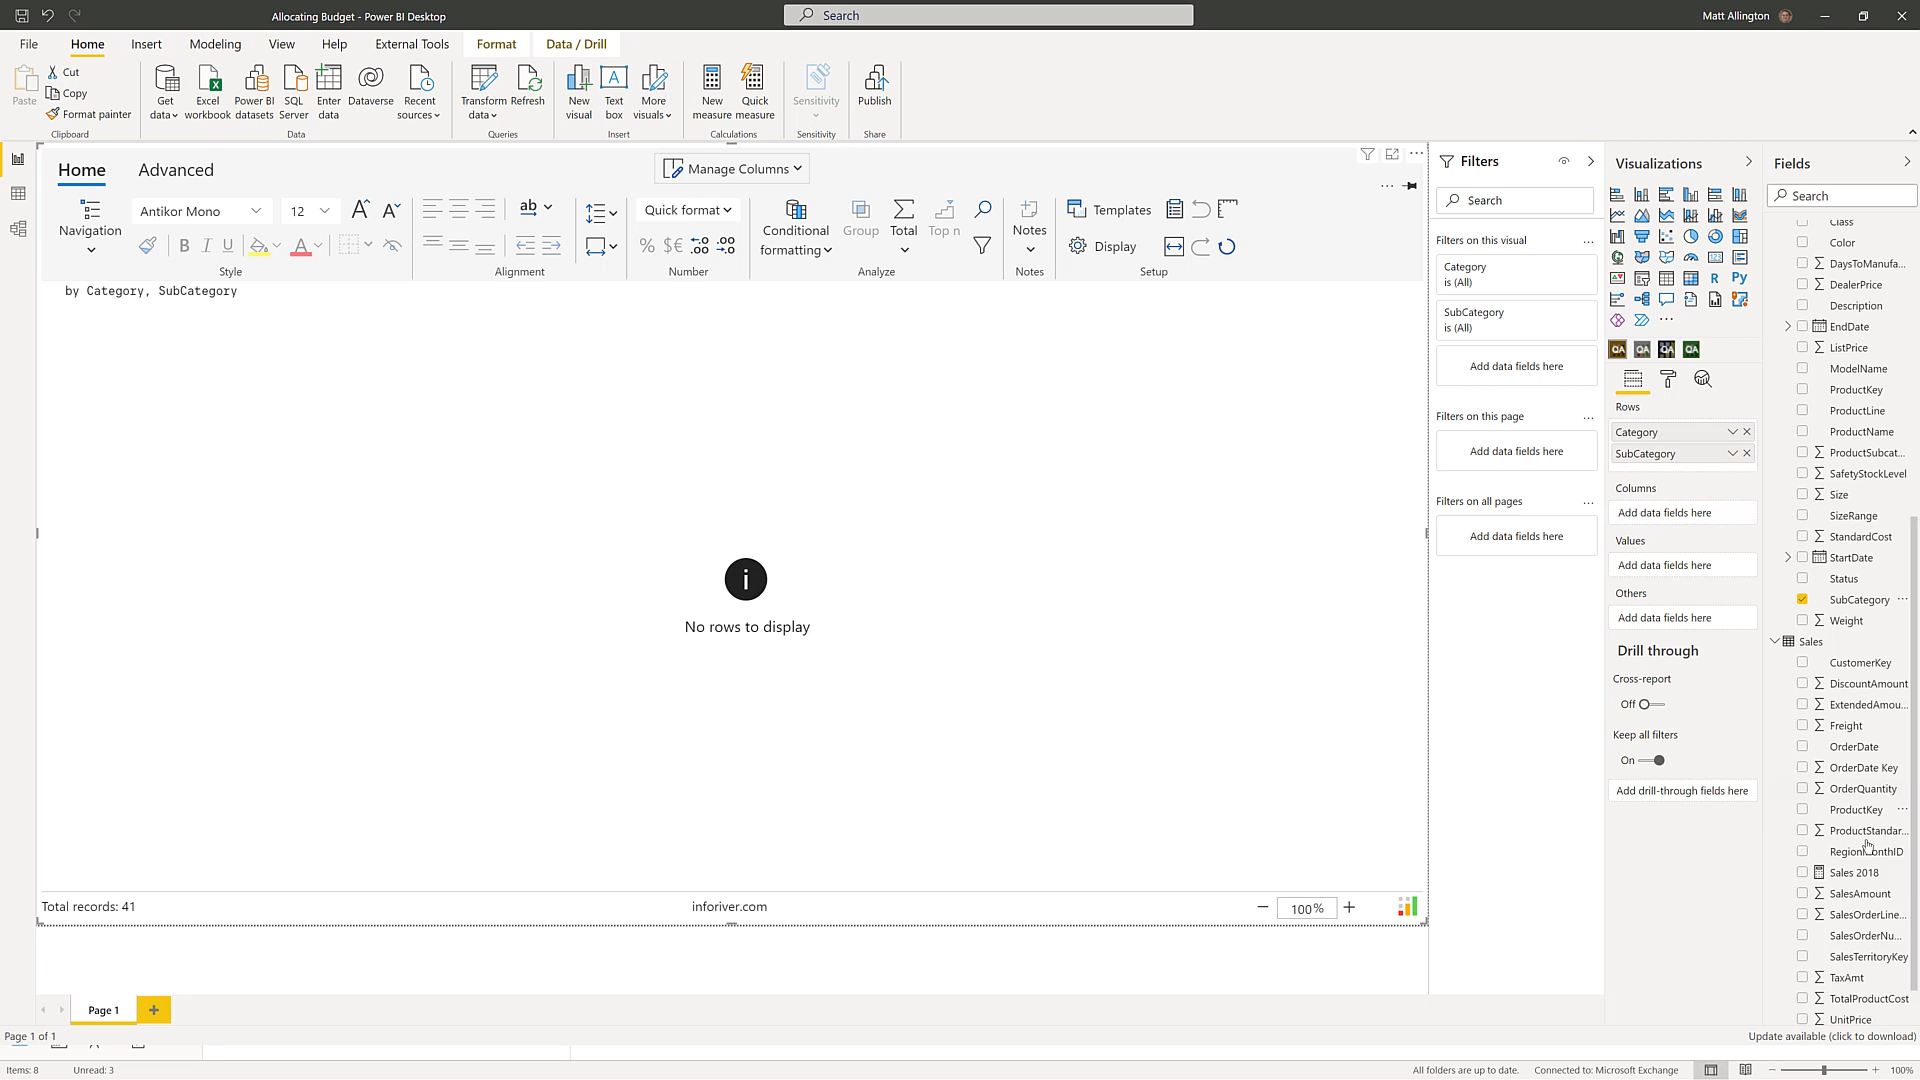 Allocating Budget - Power BI Desktop
Search
Matt Allington
File
Home
Insert
Modeling
View
Help
External Tools
Format
Data / Drill
Paste
Cut
Copy
Format painter
Clipboard
Get data
Excel workbook
Power BI datasets
SQL Server
Enter data
Dataverse
Recent sources
Data
Transform data
Refresh
Queries
New visual
Text box
More visuals
Insert
New measure
Quick measure
Calculations
Sensitivity
Sensitivity
Publish
Share
Home
Advanced
Manage Columns
Navigation
Antikor Mono
12
Style
ab
Alignment
Quick format
Number
Conditional formatting
Group
Total
Top n
Analyze
Notes
Notes
Templates
Display
Setup
by Category, SubCategory
No rows to display
Total records: 41
inforiver.com
100%
Page 1
Page 1 of 1
Items: 8
Unread: 3
Filters
Search
Filters on this visual
Category
is (All)
SubCategory
is (All)
Add data fields here
Filters on this page
Add data fields here
Filters on all pages
Add data fields here
Visualizations
R
Py
Rows
Category
SubCategory
Columns
Add data fields here
Values
Add data fields here
Others
Add data fields here
Drill through
Cross-report
Off
Keep all filters
On
Add drill-through fields here
Fields
Search
Class
Color
DaysToManufa...
DealerPrice
Description
EndDate
ListPrice
ModelName
ProductKey
ProductLine
ProductName
ProductSubcat...
SafetyStockLevel
Size
SizeRange
StandardCost
StartDate
Status
SubCategory
Weight
Sales
CustomerKey
DiscountAmount
ExtendedAmou...
Freight
OrderDate
OrderDate Key
OrderQuantity
ProductKey
ProductStandar...
RegionMonthID
Sales 2018
SalesAmount
SalesOrderLine...
SalesOrderNu...
SalesTerritoryKey
TaxAmt
TotalProductCost
UnitPrice
Update available (click to download)
All folders are up to date.
Connected to: Microsoft Exchange
100%